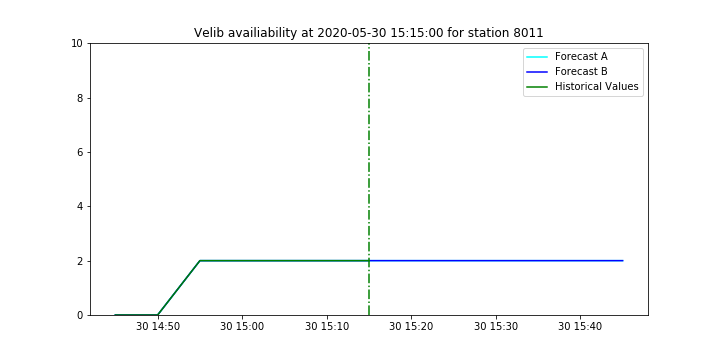 Velib availiability at 2020-05-30 15:15:00 for station 8011
10
8
6
4
2
0
Forecast A
Forecast B
Historical Values
30 14:50 30 15:00 30 15:10 30 15:20 30 15:30 30 15:40